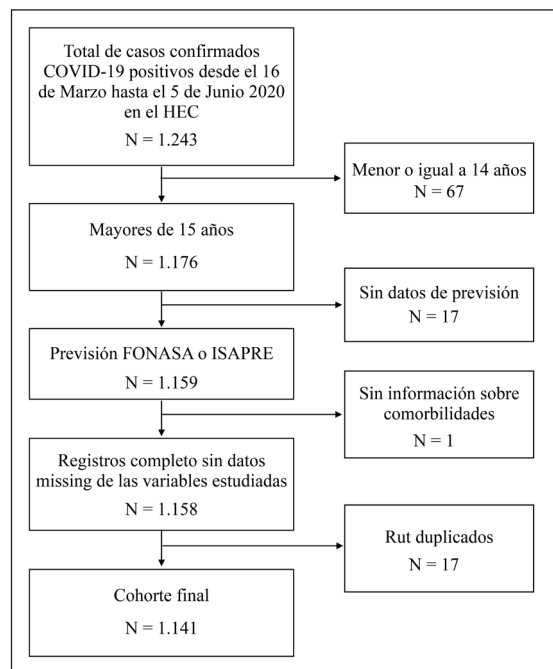 Total de casos confirmados
COVID-19 positivos desde el 16
de Marzo hasta el 5 de Junio 2020
en el HEC
N = 1.243
Menor o igual a 14 años
N = 67
Mayores de 15 años
N = 1.176
Sin datos de previsión
N = 17
Previsión FONASA o ISAPRE
N = 1.159
Sin información sobre
comorbilidades
N = 1
Registros completo sin datos
missing de las variables estudiadas
N = 1.158
Rut duplicados
N = 17
Cohorte final
N = 1.141